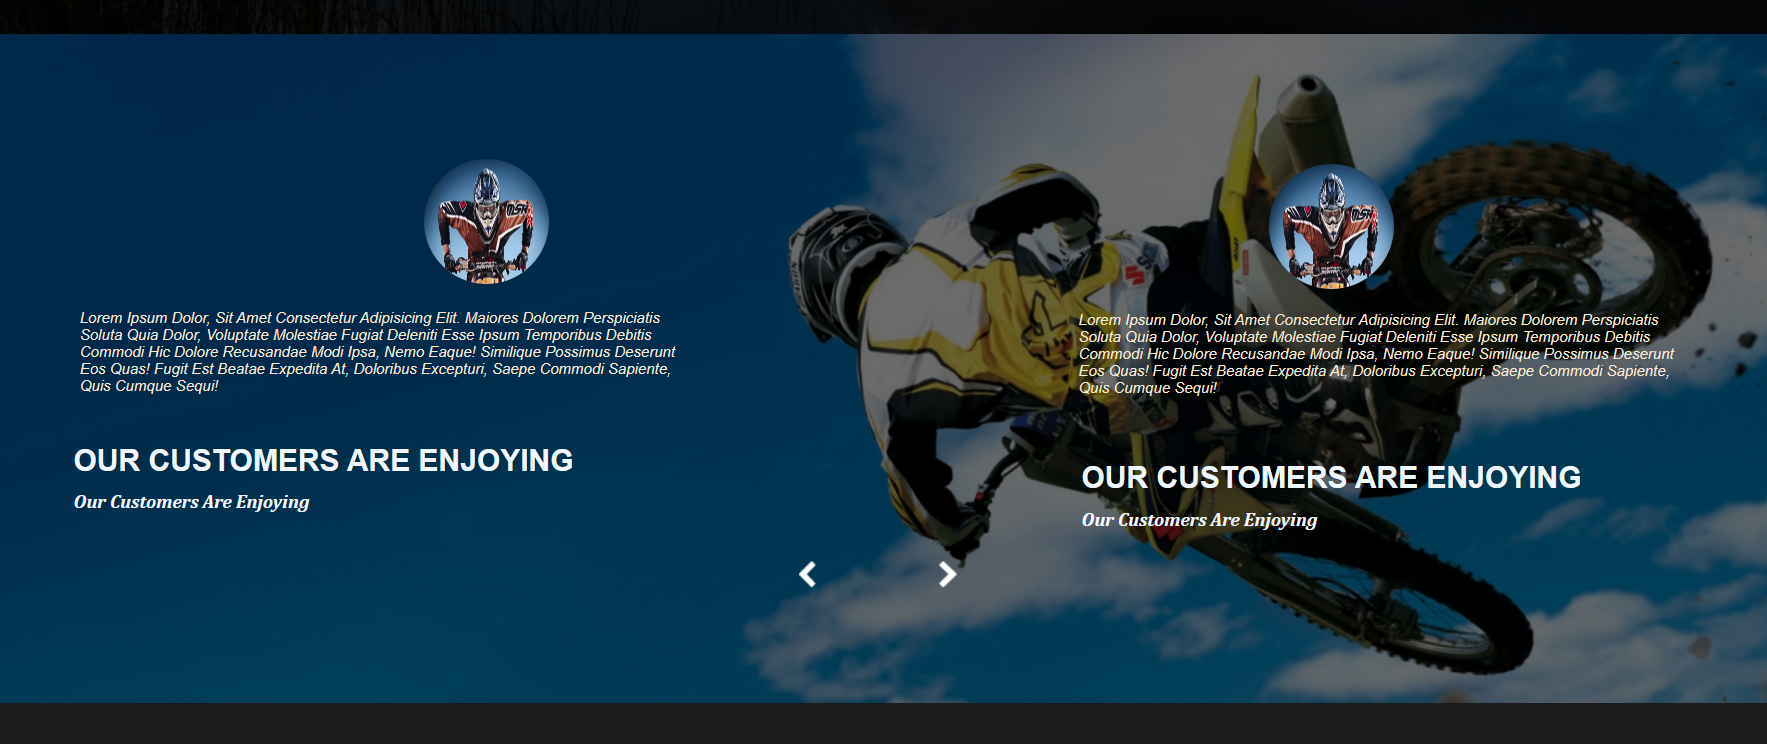 Lorem Ipsum Dolor, Sit Amet Consectetur Adipisicing Elit. Maiores Dolorem Perspiciatis
Soluta Quia Dolor, Voluptate Molestiae Fugiat Deleniti Esse Ipsum Temporibus Debitis
Commodi Hic Dolore Recusandae Modi Ipsa, Nemo Eaque! Similique Possimus Deserunt
Eos Quas! Fugit Est Beatae Expedita At, Doloribus Excepturi, Saepe Commodi Sapiente,
Quis Cumque Sequi!
OUR CUSTOMERS ARE ENJOYING
Our Customers Are Enjoying
Lorem Ipsum Dolor, Sit Amet Consectetur Adipisicing Elit. Maiores Dolorem Perspiciatis
Soluta Quia Dolor, Voluptate Molestiae Fugiat Deleniti Esse Ipsum Temporibus Debitis
Commodi Hic Dolore Recusandae Modi Ipsa, Nemo Eaque! Similique Possimus Deserunt
Eos Quas! Fugit Est Beatae Expedita At, Doloribus Excepturi, Saepe Commodi Sapiente,
Quis Cumque Sequi!
OUR CUSTOMERS ARE ENJOYING
Our Customers Are Enjoying